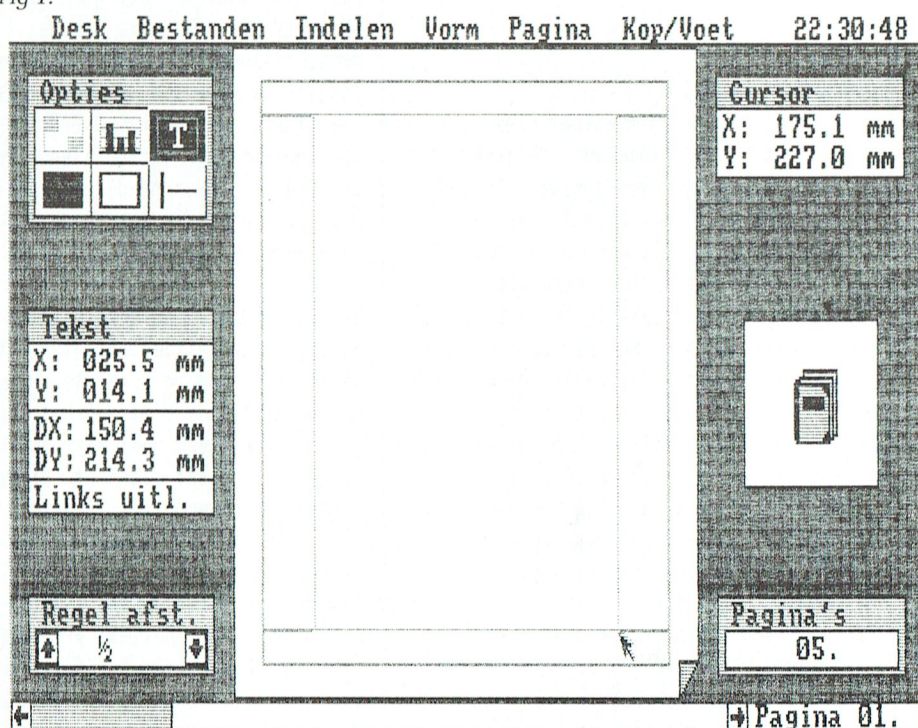 Fig 1.
Desk Bestanden Indelen Vorm Pagina Kop/Voet 22:30:48
Opties
T
Cursor
X: 175.1 mm
Y: 227.0 mm
Tekst
X: 025.5 mm
Y: 014.1 mm
DX: 150.4 mm
DY: 214.3 mm
Links uitl.
Regel afst.
½
Pagina's
05.
Pagina 01.